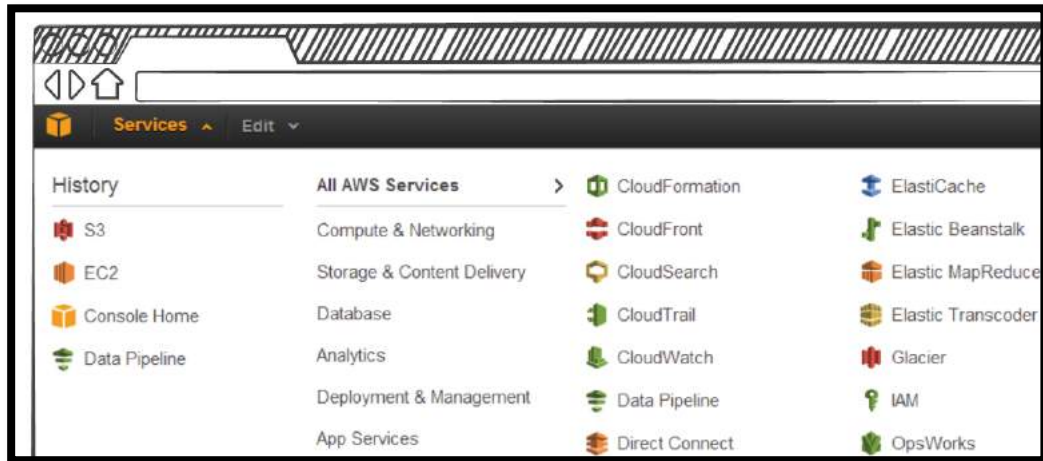 Services Edit
History
S3
EC2
Console Home
Data Pipeline
All AWS Services
Compute & Networking
Storage & Content Delivery
Database
Analytics
Deployment & Management
App Services
CloudFormation
CloudFront
CloudSearch
CloudTrail
CloudWatch
Data Pipeline
Direct Connect
ElastiCache
Elastic Beanstalk
Elastic MapReduce
Elastic Transcoder
Glacier
IAM
OpsWorks